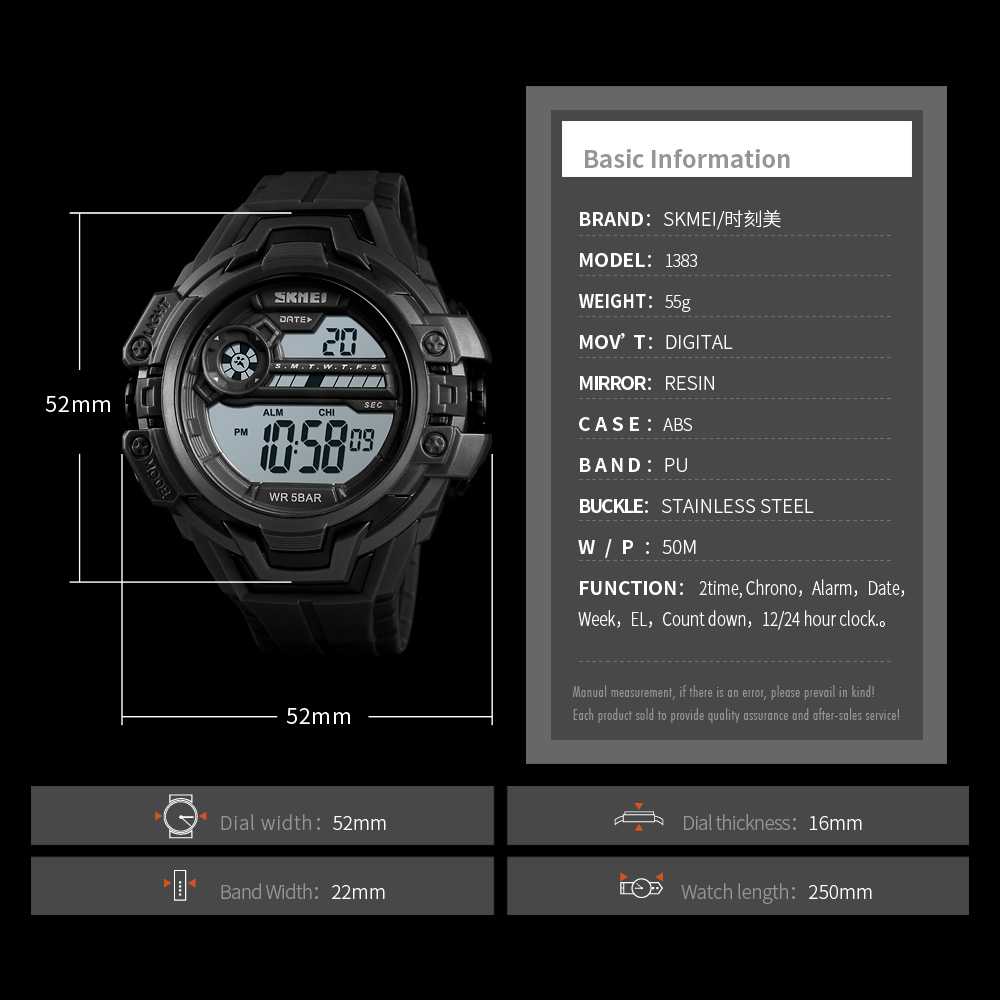 Basic Information
BRAND: SKMEI/时刻美
MODEL: 1383
WEIGHT: 55g
MOV’ T: DIGITAL
MIRROR: RESIN
CASE: ABS
BAND: PU
BUCKLE: STAINLESS STEEL
W / P : 50M
FUNCTION: 2time, Chrono，Alarm，Date，
Week，EL，Count down，12/24 hour clock.。
Manual measurement, if there is an error, please prevail in kind!
Each product sold to provide quality assurance and after-sales service!
52mm
52mm
LIGHT
MODE
SKMEI
DATE
20
S.M.T.W.T.F.S
SEC
ALM CHI
PM 10:58 09
WR 5BAR
Dial width: 52mm
Dial thickness: 16mm
Band Width: 22mm
Watch length: 250mm